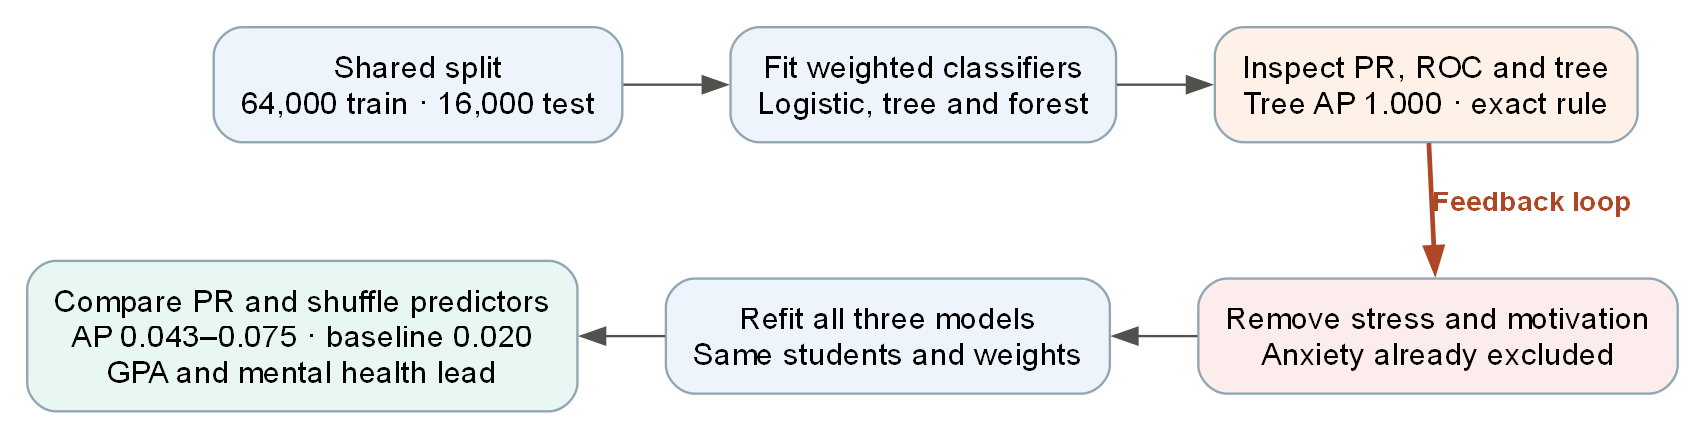 Shared split
64,000 train · 16,000 test
Fit weighted classifiers
Logistic, tree and forest
Inspect PR, ROC and tree
Tree AP 1.000 · exact rule
Feedback loop
Remove stress and motivation
Anxiety already excluded
Refit all three models
Same students and weights
Compare PR and shuffle predictors
AP 0.043–0.075 · baseline 0.020
GPA and mental health lead